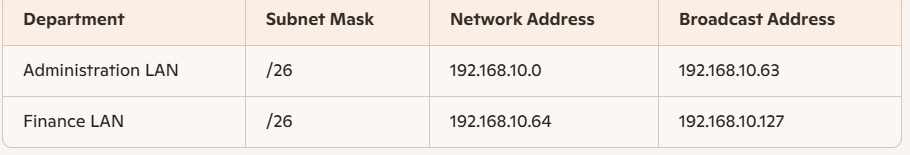 Department Subnet Mask Network Address Broadcast Address
Administration LAN /26 192.168.10.0 192.168.10.63
Finance LAN /26 192.168.10.64 192.168.10.127